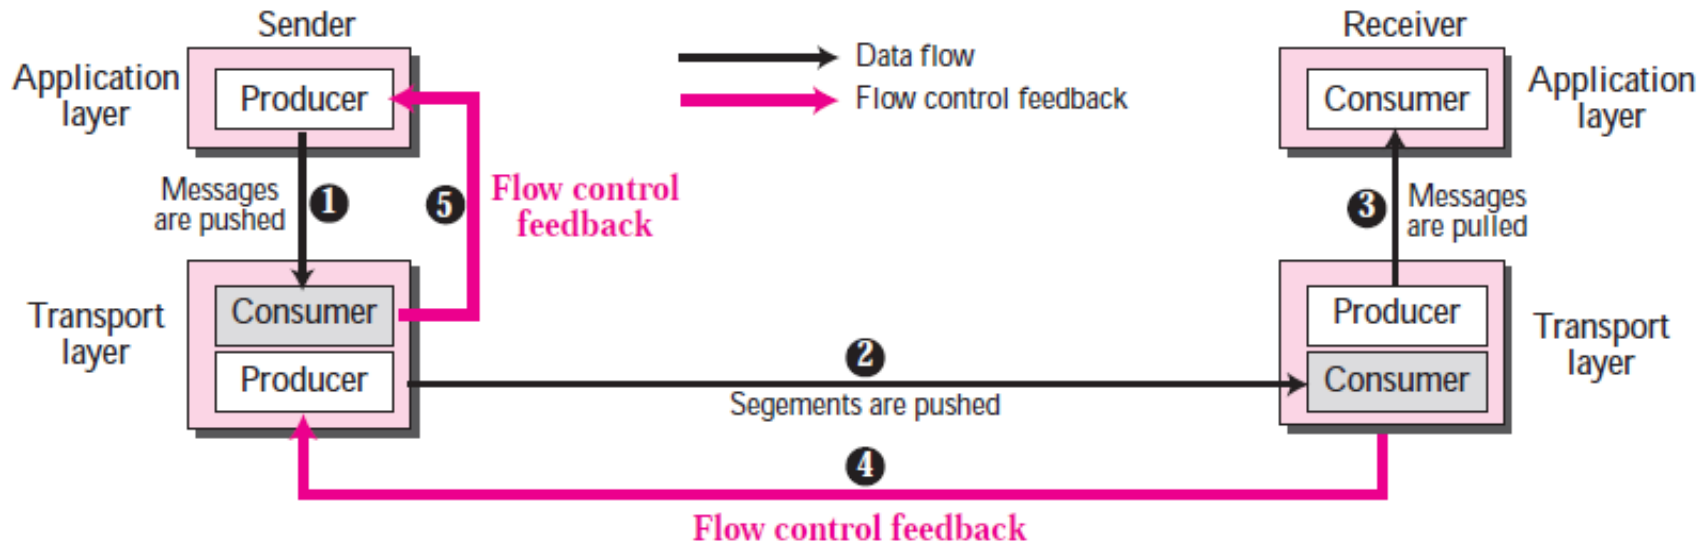 Sender
Receiver
Application
layer
Producer
Data flow
Flow control feedback
Consumer
Application
layer
Messages
are pushed
1
5
Flow control
feedback
3
Messages
are pulled
Transport
layer
Consumer
Producer
2
Segements are pushed
Producer
Consumer
Transport
layer
4
Flow control feedback